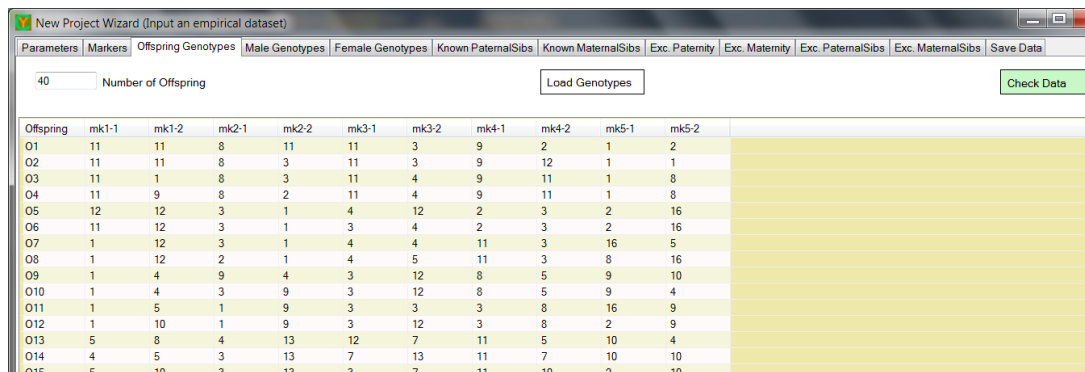 New Project Wizard (Input an empirical dataset)
Parameters Markers Offspring Genotypes Male Genotypes Female Genotypes Known PaternalSibs Known MaternalSibs Exc. Paternity Exc. Maternity Exc. PaternalSibs Exc. MaternalSibs Save Data
40 Number of Offspring Load Genotypes Check Data
Offspring mk1-1 mk1-2 mk2-1 mk2-2 mk3-1 mk3-2 mk4-1 mk4-2 mk5-1 mk5-2
O1 11 11 8 11 11 3 9 2 1 2
O2 11 11 8 3 11 3 9 12 1 1
O3 11 1 8 3 11 4 9 11 1 8
O4 11 9 8 2 11 4 9 11 1 8
O5 12 12 3 1 4 12 2 3 2 16
O6 11 12 3 1 3 4 2 3 2 16
O7 1 12 3 1 4 4 11 3 16 5
O8 1 12 2 1 4 5 11 3 8 16
O9 1 4 9 4 3 12 8 5 9 10
O10 1 4 3 9 3 12 8 5 9 4
O11 1 5 1 9 3 3 3 8 16 9
O12 1 10 1 9 3 12 3 8 2 9
O13 5 8 4 13 12 7 11 5 10 4
O14 4 5 3 13 7 13 11 7 10 10
O15 5 10 3 13 3 7 11 10 2 10